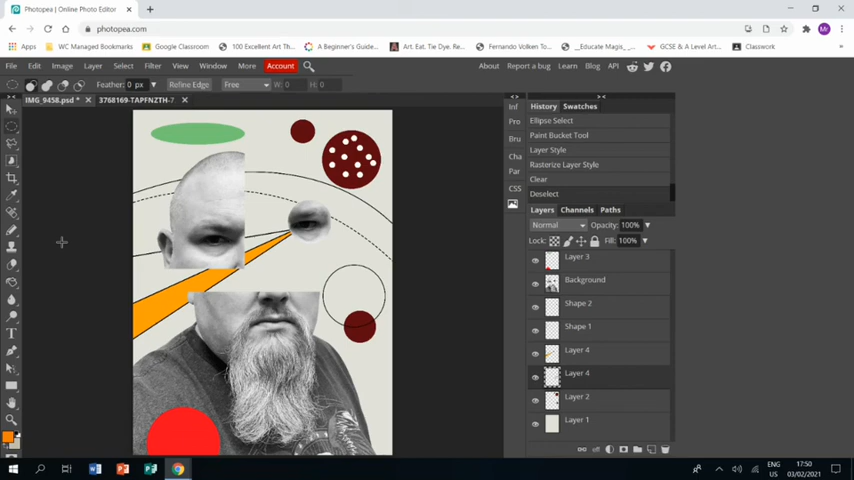 Photopea | Online Photo Editor
photopea.com
Apps WC Managed Bookmarks Google Classroom 100 Excellent Art Th... A Beginner's Guide... Art. Eat. Tie Dye. Re... Fernando Volken To... __Educate_Magis_-... GCSE & A Level Art... Classwork
File Edit Image Layer Select Filter View Window More Account About Report a bug Learn Blog API
Feather: 0 px Refine Edge Free W: 0 H: 0
IMG_9458.psd * 3768169-TAPFNZTH-7
Inf History Swatches
Pro Ellipse Select
Bru Paint Bucket Tool
Layer Style
Cha Rasterize Layer Style
Par Clear
CSS Deselect
Layers Channels Paths
Normal Opacity: 100%
Lock: Fill: 100%
Layer 3
Background
Shape 2
Shape 1
Layer 4
Layer 4
Layer 2
Layer 1
ENG 17:50
US 03/02/2021